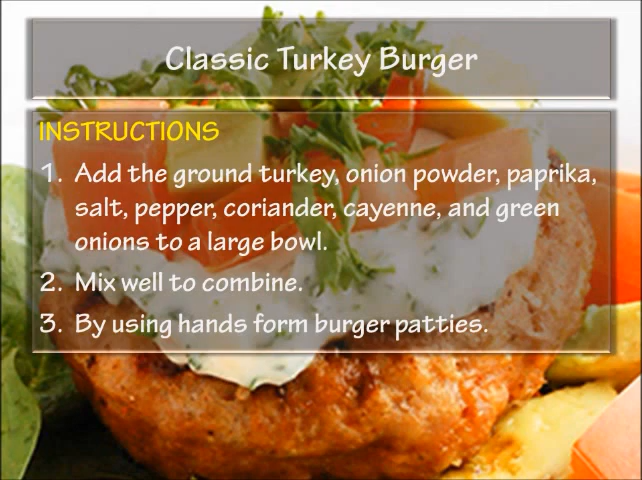 Classic Turkey Burger
INSTRUCTIONS
1. Add the ground turkey, onion powder, paprika,
salt, pepper, coriander, cayenne, and green
onions to a large bowl.
2. Mix well to combine.
3. By using hands form burger patties.